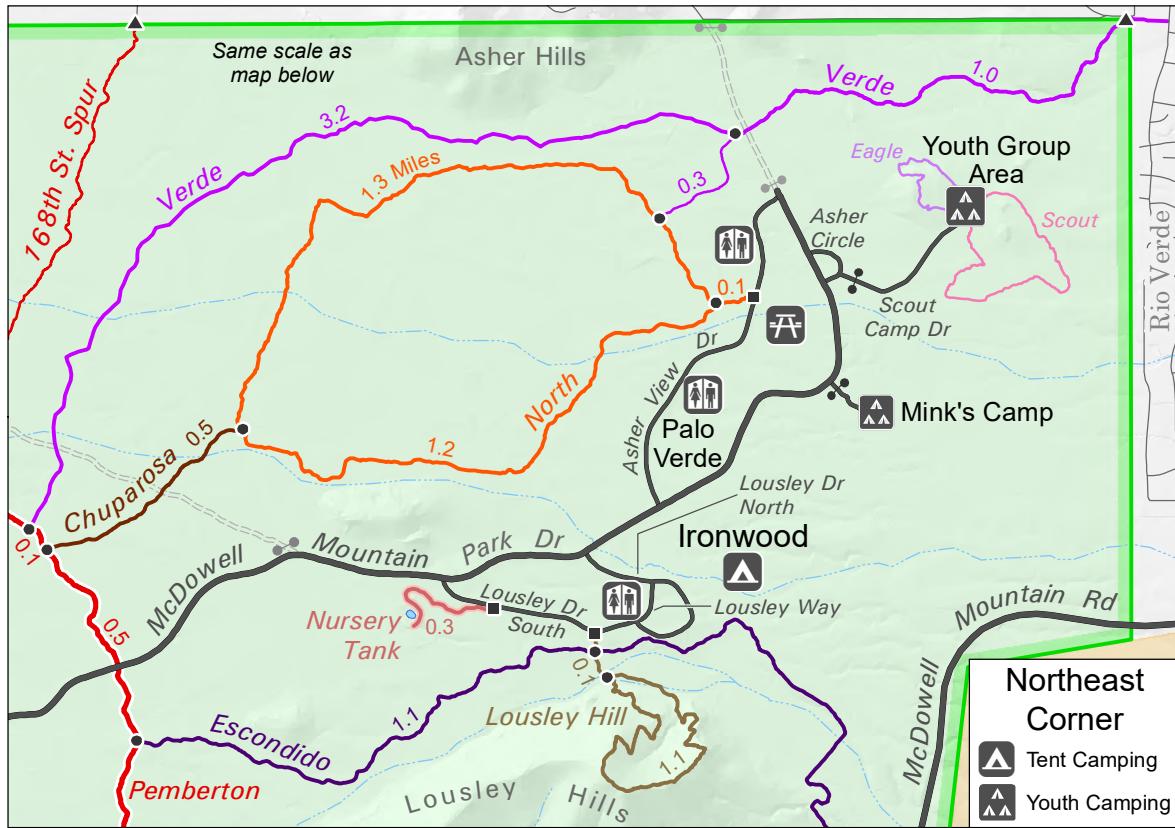 Same scale as
map below
Asher Hills
Verde
1.0
168th St. Spur
Verde
3.2
1.3 Miles
0.3
Eagle
Youth Group
Area
Scout
Asher
Circle
Scout
Camp Dr
Rio Verde
0.1
North
1.2
Asher View Dr
Palo
Verde
Mink's Camp
Chuparosa
0.5
0.1
0.5
McDowell Mountain Park Dr
Lousley Dr
North
Ironwood
Lousley Dr
South
Lousley Way
Nursery
Tank
0.3
0.1
Escondido
1.1
Lousley Hill
1.1
Pemberton
Lousley Hills
McDowell Mountain Rd
Northeast
Corner
Tent Camping
Youth Camping